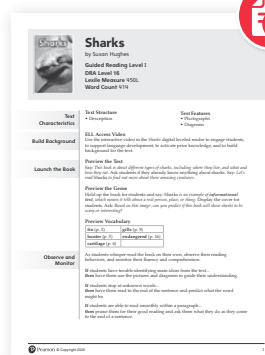 Sharks
Sharks
by Susan Hughes
Guided Reading Level I
DRA Level 16
Lexile Measure 450L
Word Count 414
Text Characteristics
Text Structure
• Description
Text Features
• Photographs
• Diagrams
Build Background
ELL Access Video
Use the interactive video in the Sharks digital leveled reader to engage students,
to support language development, to activate prior knowledge, and to build
background for the text.
Launch the Book
Preview the Text
Say: This book is about different types of sharks, including where they live, and what and
how they eat. Ask students if they already know anything about sharks. Say: Let's
read Sharks to find out more about these amazing creatures.
Preview the Genre
Hold up the book for students and say: Sharks is an example of informational
text, which means it tells about a real person, place, or thing. Display the cover for
students. Ask: Based on this image, can you predict if this book will show sharks to be
scary or interesting?
Preview Vocabulary
fin (p. 2)
gills (p. 9)
hunter (p. 3)
endangered (p. 16)
cartilage (p. 6)
Observe and
Monitor
As students whisper-read the book on their own, observe their reading
behaviors, and monitor their fluency and comprehension.
If students have trouble identifying main ideas from the text...
then have them use the pictures and diagrams to guide their understanding.
If students stop at unknown words...
then have them read to the end of the sentence and predict what the word
might be.
If students are able to read smoothly within a paragraph...
then praise them for their good reading and ask them what they do as they come
to the end of a sentence.
Pearson © Copyright 2020
1